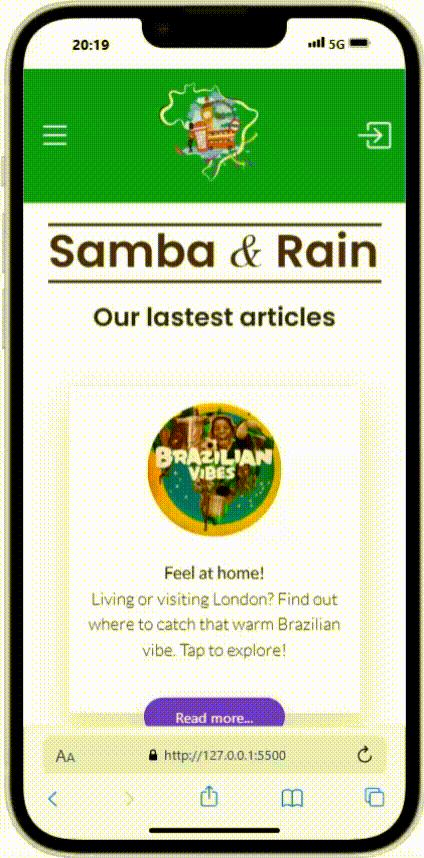 20:19
5G
Samba & Rain
Our lastest articles
BRAZILIAN
VIBES
Feel at home!
Living or visiting London? Find out
where to catch that warm Brazilian
vibe. Tap to explore!
Read more...
AA
http://127.0.0.1:5500